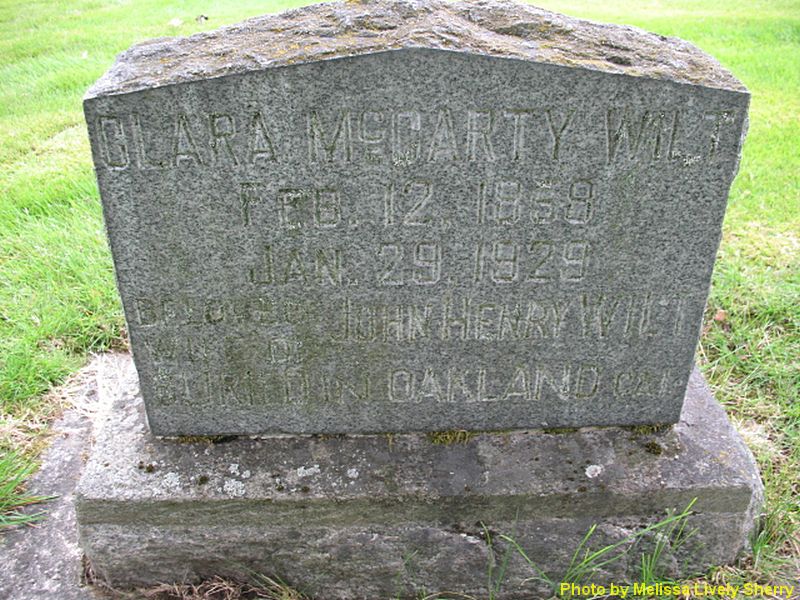 CLARA McCARTY WILT
FEB. 12, 1858
JAN. 29, 1929
BELOVED
WIFE OF JOHN HENRY WILT
BURIED IN OAKLAND CAL.
Photo by Melissa Lively Sherry